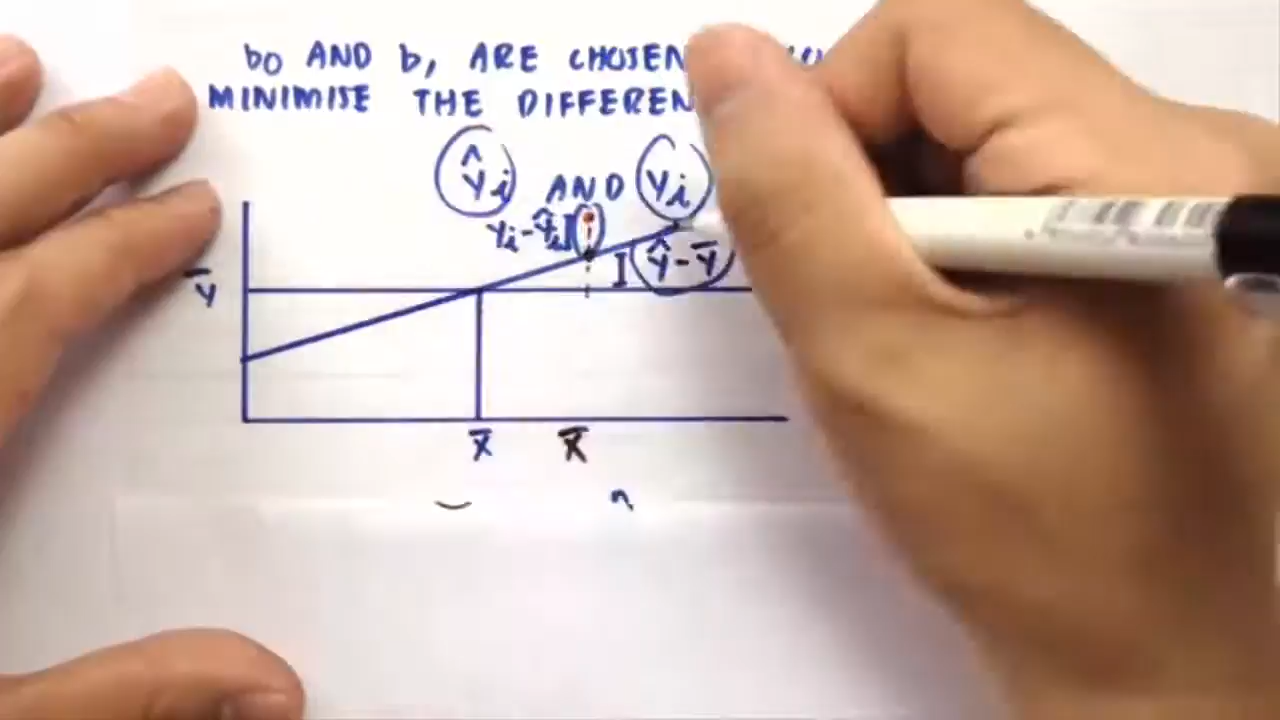 b0 AND b1 ARE CHOSEN
MINIMISE THE DIFFEREN
ŷi AND yi
yi-ŷi
ŷ-ȳ
ȳ
x̄ x̄